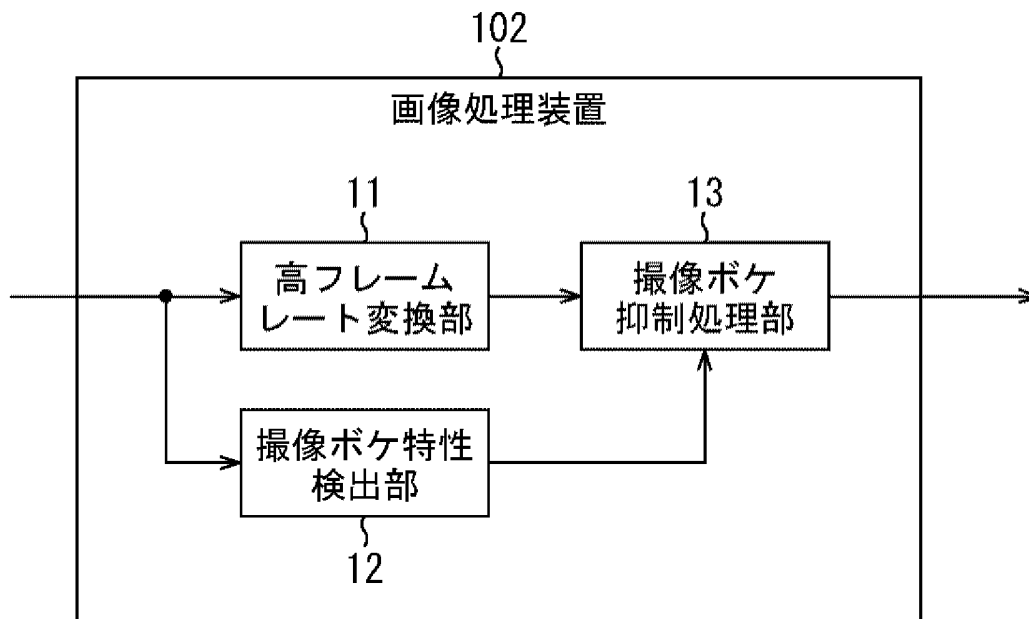 102
画像処理装置
11
高フレーム
レート変換部
13
撮像ボケ
抑制処理部
撮像ボケ特性
検出部
12